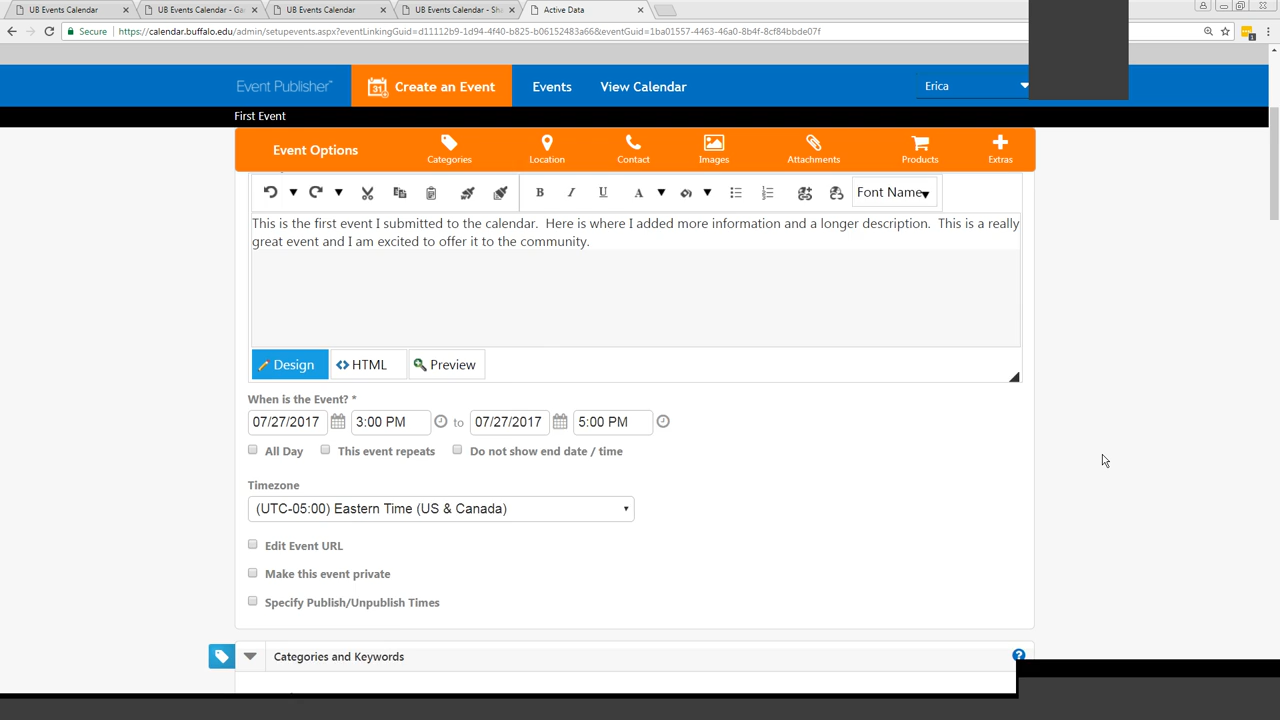 UB Events Calendar
UB Events Calendar - Ga
UB Events Calendar
UB Events Calendar - Sha
Active Data
Secure
https://calendar.buffalo.edu/admin/setupevents.aspx?eventLinkingGuid=d11112b9-1d94-4f40-b825-bf6152483a66&eventGuid=1ba01557-4463-46a0-8b4f-8cf84bbde07f
Event Publisher™
31
Create an Event
Events
View Calendar
Erica
First Event
Event Options
Categories
Location
Contact
Images
Attachments
Products
Extras
B I U A
Font Name
This is the first event I submitted to the calendar. Here is where I added more information and a longer description. This is a really
great event and I am excited to offer it to the community.
Design
HTML
Preview
When is the Event? *
07/27/2017 3:00 PM to 07/27/2017 5:00 PM
All Day This event repeats Do not show end date / time
Timezone
(UTC-05:00) Eastern Time (US & Canada)
Edit Event URL
Make this event private
Specify Publish/Unpublish Times
Categories and Keywords
?